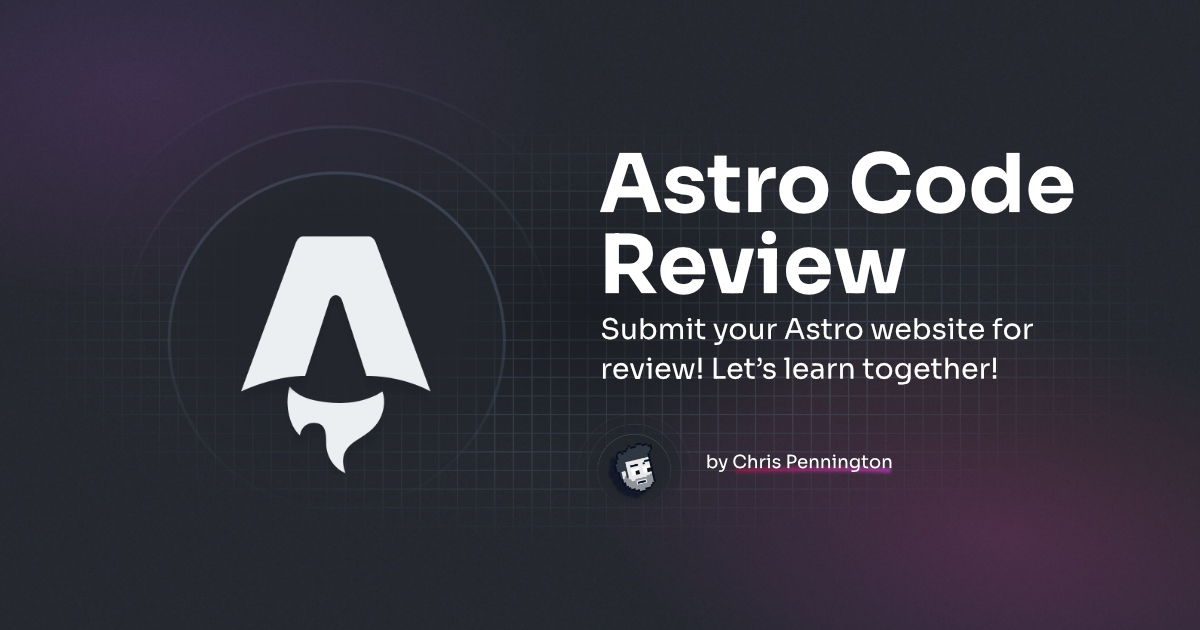 Astro Code
Review
Submit your Astro website for
review! Let’s learn together!
by Chris Pennington